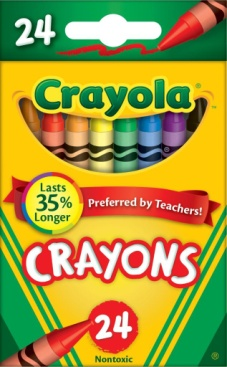 24
Crayola®
Lasts
35%
Longer
Preferred by Teachers!
CRAYONS
24
Nontoxic
®